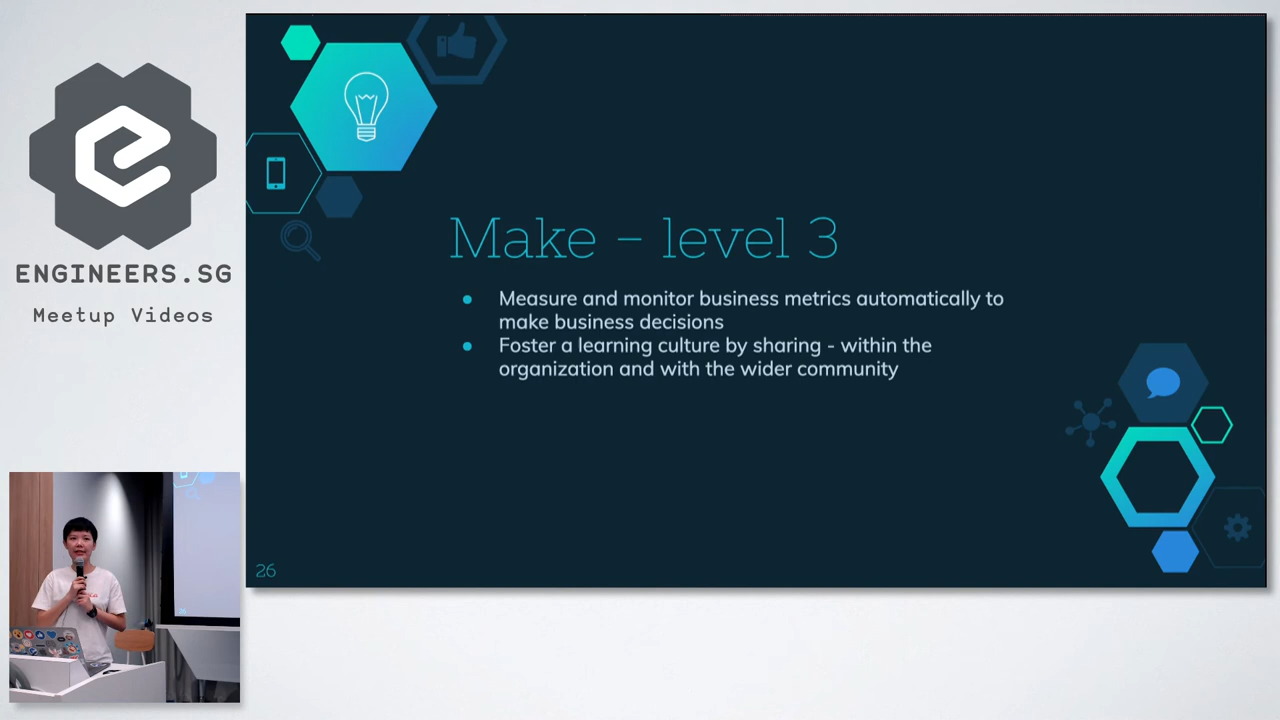 ENGINEERS.SG
Meetup Videos
Make – level 3
● Measure and monitor business metrics automatically to
make business decisions
● Foster a learning culture by sharing - within the
organization and with the wider community
26